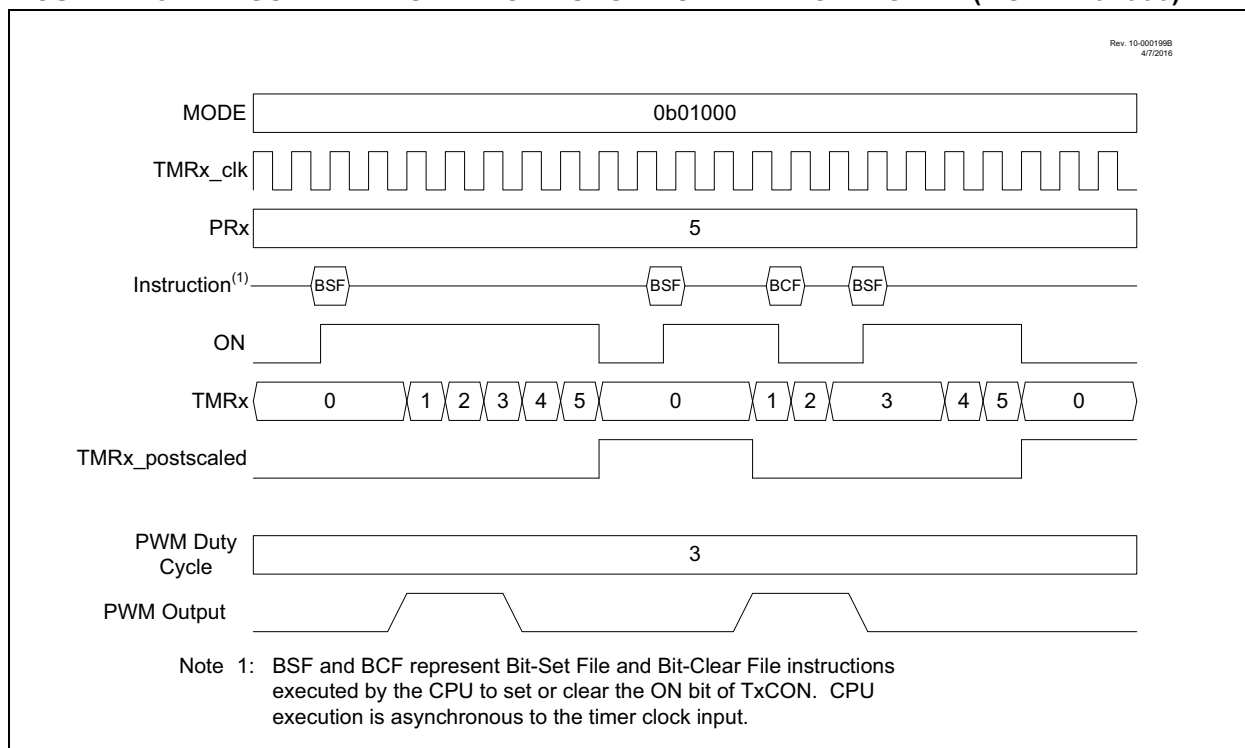 Rev. 10-000199B
4/7/2016
MODE 0b01000
TMRx_clk
PRx 5
Instruction(1) BSF BSF BCF BSF
ON
TMRx 0 1 2 3 4 5 0 1 2 3 4 5 0
TMRx_postscaled
PWM Duty
Cycle 3
PWM Output
Note 1: BSF and BCF represent Bit-Set File and Bit-Clear File instructions
executed by the CPU to set or clear the ON bit of TxCON. CPU
execution is asynchronous to the timer clock input.